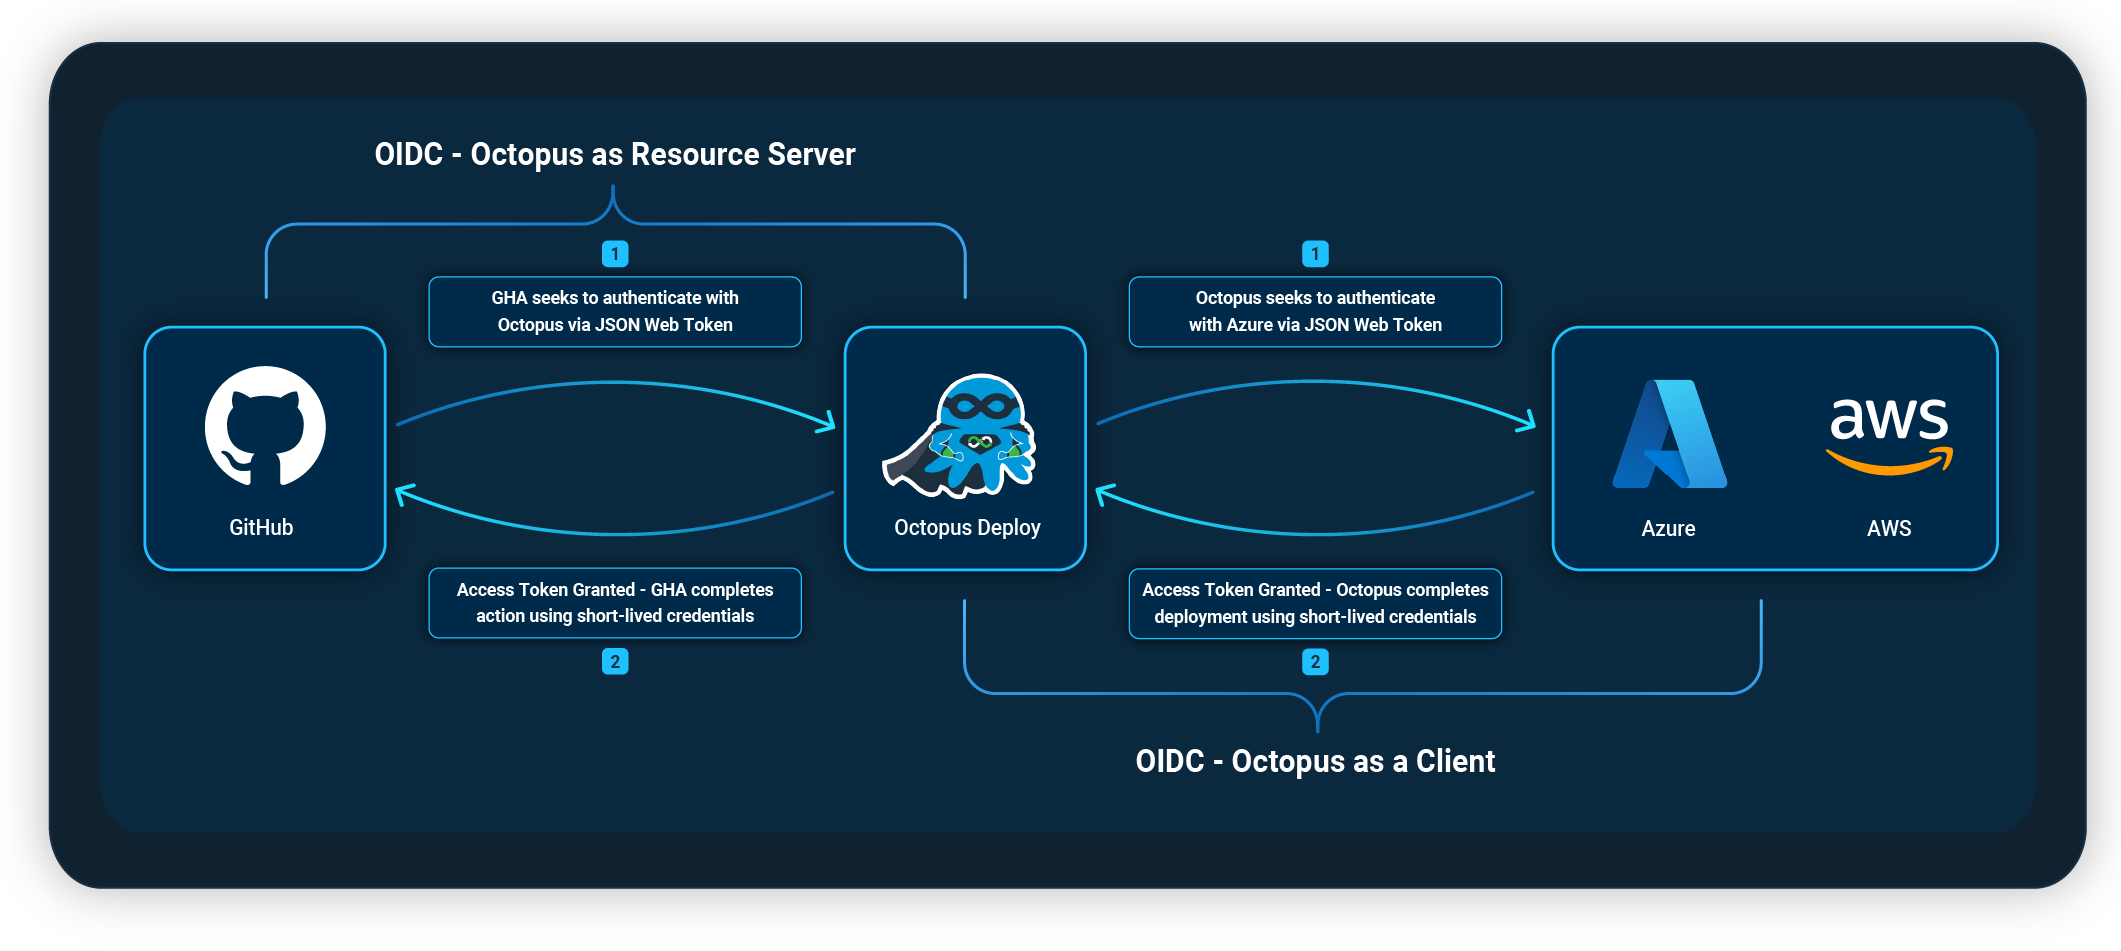 OIDC - Octopus as Resource Server
1
GHA seeks to authenticate with
Octopus via JSON Web Token
1
Octopus seeks to authenticate
with Azure via JSON Web Token
GitHub
Octopus Deploy
aws
Azure
AWS
Access Token Granted - GHA completes
action using short-lived credentials
2
Access Token Granted - Octopus completes
deployment using short-lived credentials
2
OIDC - Octopus as a Client